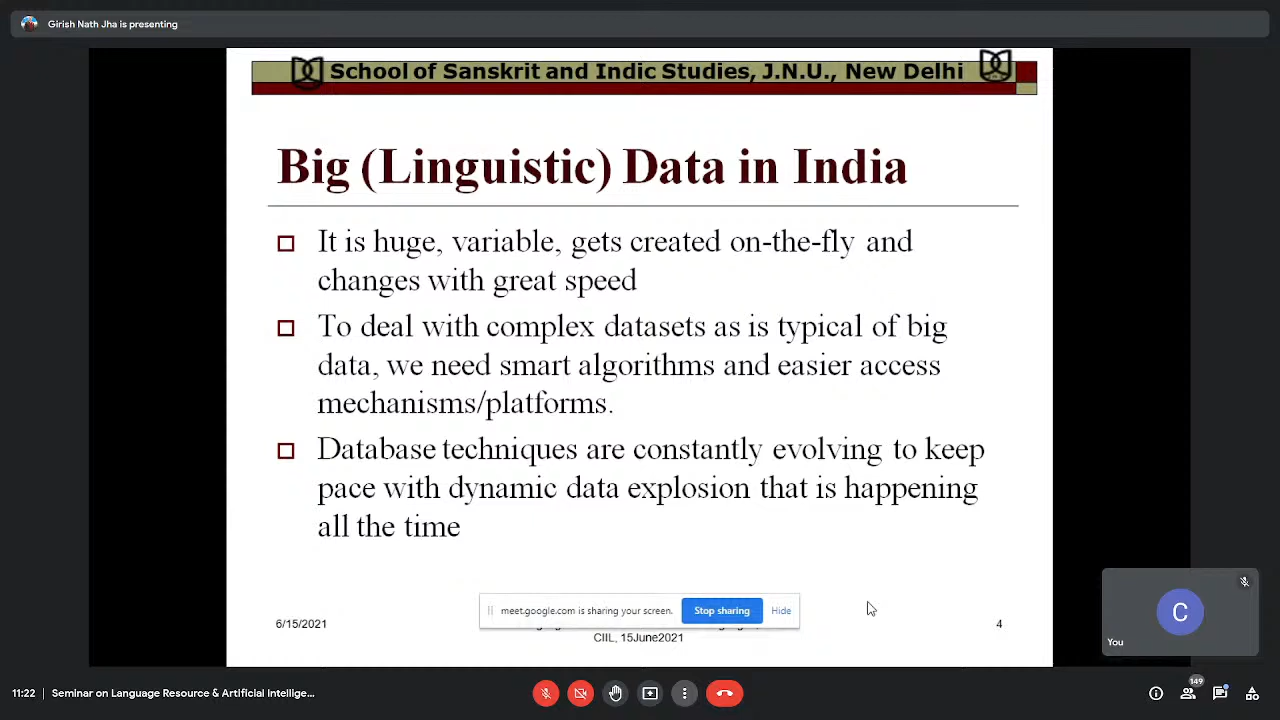 Girish Nath Jha is presenting
School of Sanskrit and Indic Studies, J.N.U., New Delhi
Big (Linguistic) Data in India
It is huge, variable, gets created on-the-fly and
changes with great speed
To deal with complex datasets as is typical of big
data, we need smart algorithms and easier access
mechanisms/platforms.
Database techniques are constantly evolving to keep
pace with dynamic data explosion that is happening
all the time
meet.google.com is sharing your screen. Stop sharing Hide
6/15/2021
CIIL, 15June2021
4
C
You
11:22 | Seminar on Language Resource & Artificial Intellige...
149